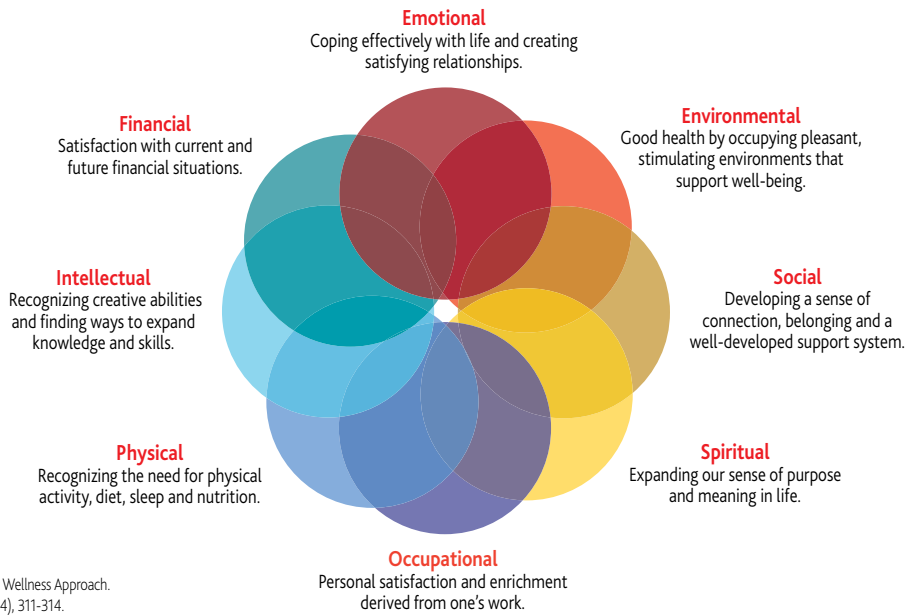 Emotional
Coping effectively with life and creating
satisfying relationships.
Environmental
Good health by occupying pleasant,
stimulating environments that
support well-being.
Social
Developing a sense of
connection, belonging and a
well-developed support system.
Spiritual
Expanding our sense of purpose
and meaning in life.
Occupational
Personal satisfaction and enrichment
derived from one's work.
Physical
Recognizing the need for physical
activity, diet, sleep and nutrition.
Intellectual
Recognizing creative abilities
and finding ways to expand
knowledge and skills.
Financial
Satisfaction with current and
future financial situations.
Wellness Approach.
4), 311-314.